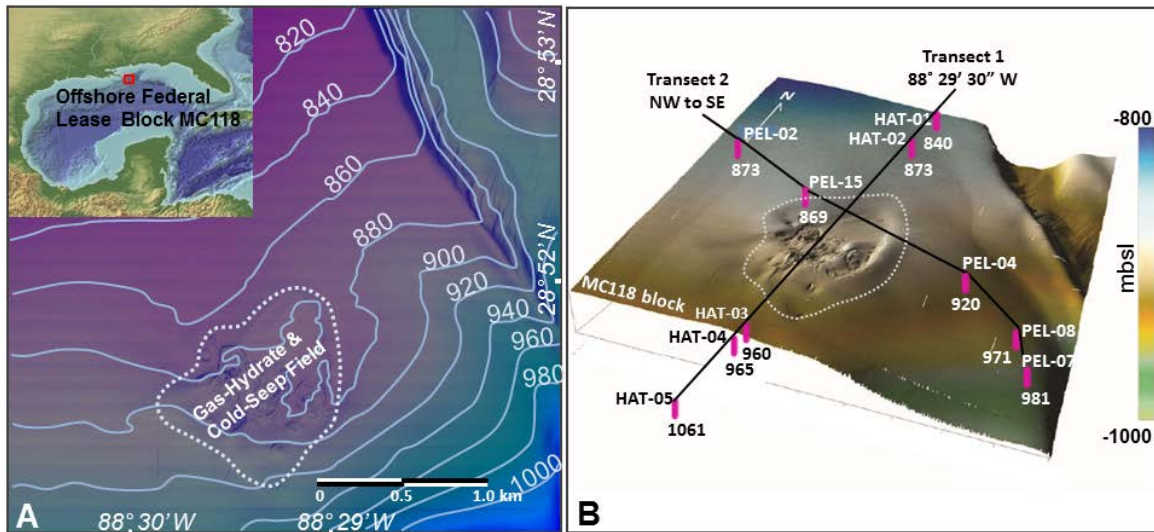 Offshore Federal
Lease Block MC118
820
840
860
880
900
920
940
960
980
1000
28° 53' N
28° 52' N
Gas-Hydrate &
Cold-Seep Field
0 0.5 1.0 km
88° 30' W 88° 29' W
A
B
Transect 1
88° 29' 30" W
Transect 2
NW to SE
N
HAT-01
840
HAT-02
873
PEL-02
873
PEL-15
869
PEL-04
920
MC118 block
HAT-03
960
HAT-04
965
PEL-08
971
PEL-07
981
HAT-05
1061
-800
mbsl
-1000